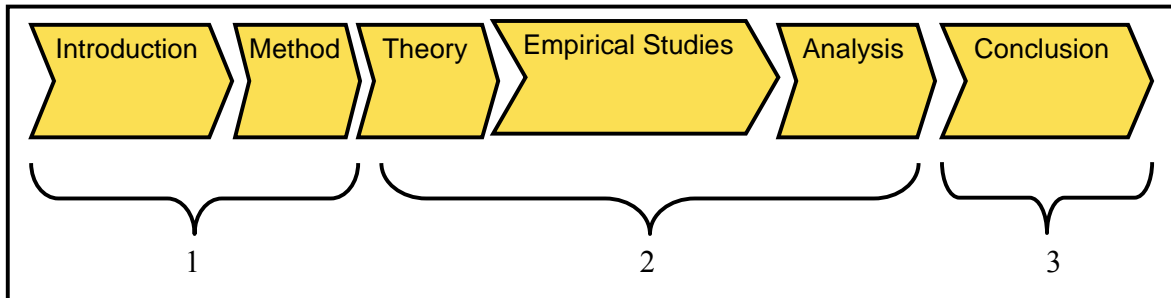 Introduction Method Theory Empirical Studies Analysis Conclusion
1 2 3